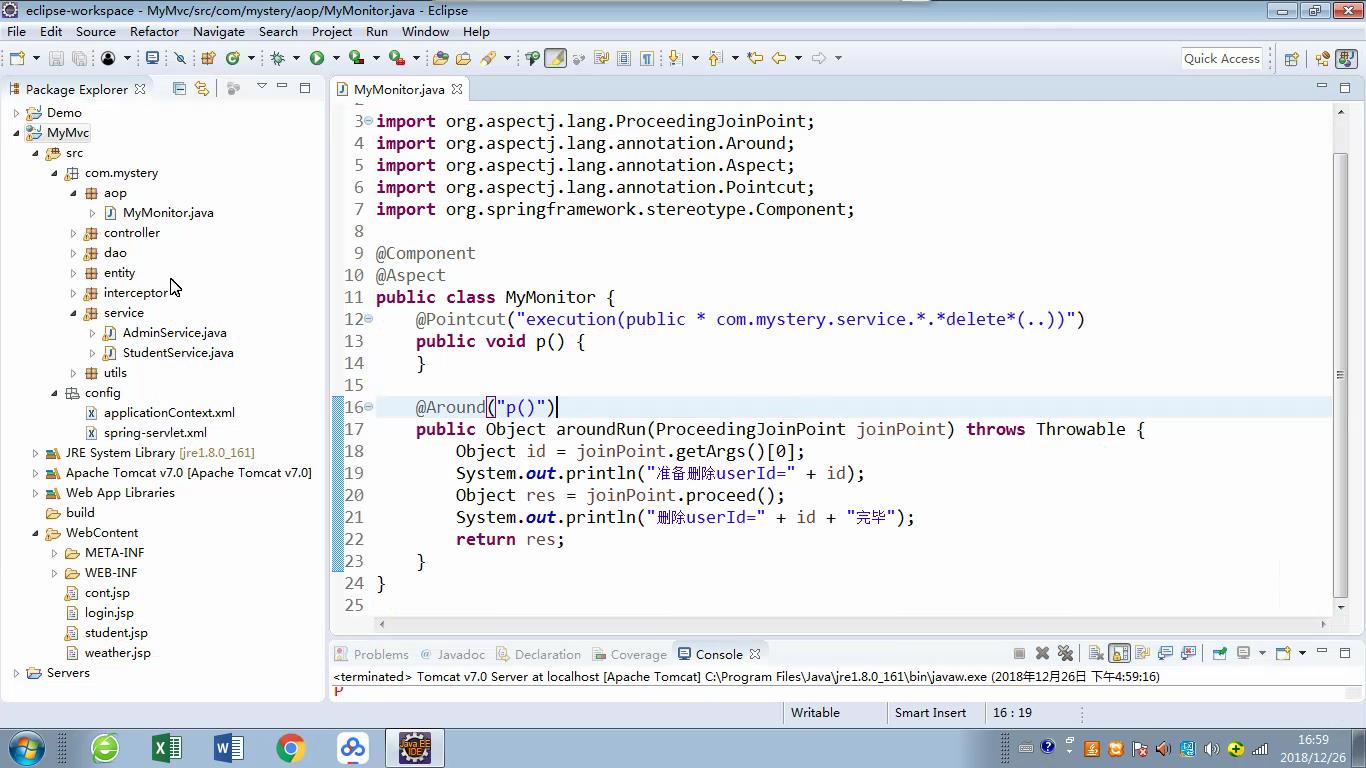 eclipse-workspace - MyMvc/src/com/mystery/aop/MyMonitor.java - Eclipse
File Edit Source Refactor Navigate Search Project Run Window Help
Quick Access
Package Explorer
MyMonitor.java
Demo
MyMvc
src
com.mystery
aop
MyMonitor.java
controller
dao
entity
interceptor
service
AdminService.java
StudentService.java
utils
config
applicationContext.xml
spring-servlet.xml
JRE System Library [jre1.8.0_161]
Apache Tomcat v7.0 [Apache Tomcat v7.0]
Web App Libraries
build
WebContent
META-INF
WEB-INF
cont.jsp
login.jsp
student.jsp
weather.jsp
Servers
3 import org.aspectj.lang.ProceedingJoinPoint;
4 import org.aspectj.lang.annotation.Around;
5 import org.aspectj.lang.annotation.Aspect;
6 import org.aspectj.lang.annotation.Pointcut;
7 import org.springframework.stereotype.Component;
8
9 @Component
10 @Aspect
11 public class MyMonitor {
12 @Pointcut("execution(public * com.mystery.service.*.*delete*(..))")
13 public void p() {
14 }
15
16 @Around("p()")
17 public Object aroundRun(ProceedingJoinPoint joinPoint) throws Throwable {
18 Object id = joinPoint.getArgs()[0];
19 System.out.println("准备删除userId=" + id);
20 Object res = joinPoint.proceed();
21 System.out.println("删除userId=" + id + "完毕");
22 return res;
23 }
24 }
25
Problems @ Javadoc Declaration Coverage Console
<terminated> Tomcat v7.0 Server at localhost [Apache Tomcat] C:\Program Files\Java\jre1.8.0_161\bin\javaw.exe (2018年12月26日 下午4:59:16)
Writable Smart Insert 16 : 19
Java EE
IDE
16:59
2018/12/26